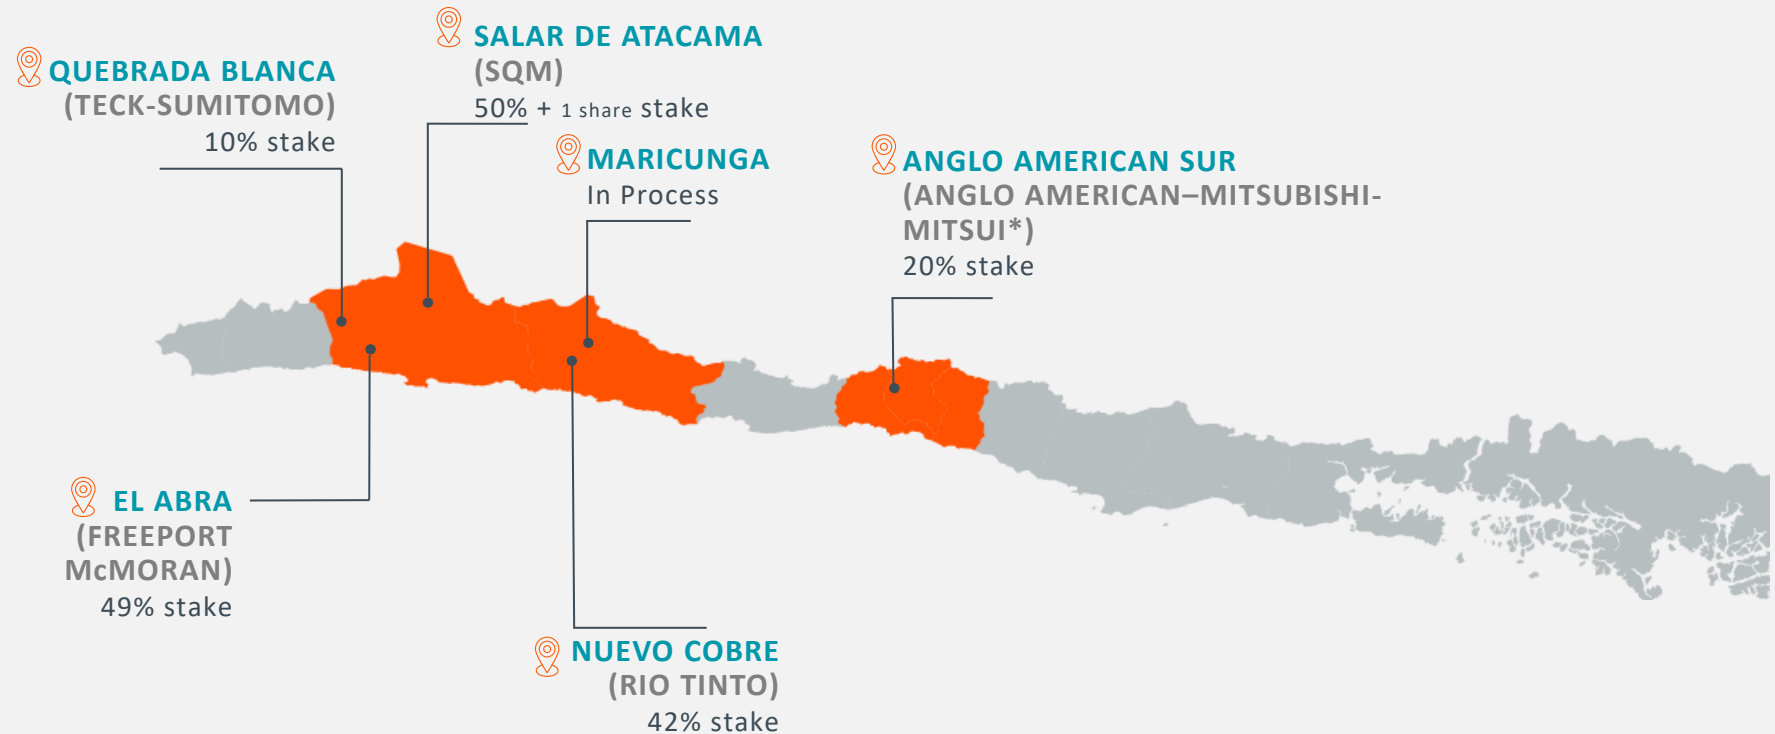 SALAR DE ATACAMA
(SQM)
50% + 1 share stake
QUEBRADA BLANCA
(TECK-SUMITOMO)
10% stake
MARICUNGA
In Process
ANGLO AMERICAN SUR
(ANGLO AMERICAN–MITSUBISHI-
MITSUI*)
20% stake
EL ABRA
(FREEPORT
McMORAN)
49% stake
NUEVO COBRE
(RIO TINTO)
42% stake